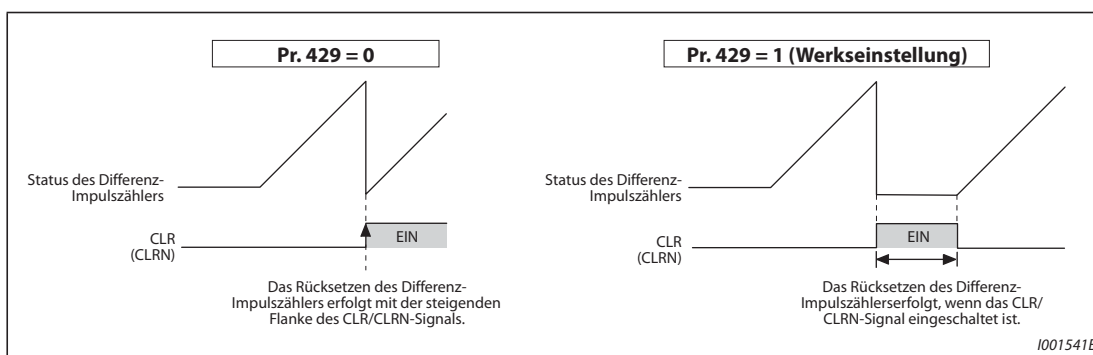 Pr. 429 = 0
Status des Differenz-
Impulszählers
CLR
(CLRN)
EIN
Das Rücksetzen des Differenz-
Impulszählers erfolgt mit der steigenden
Flanke des CLR/CLRN-Signals.
Pr. 429 = 1 (Werkseinstellung)
Status des Differenz-
Impulszählers
CLR
(CLRN)
EIN
Das Rücksetzen des Differenz-
Impulszählerserfolgt, wenn das CLR/
CLRN-Signal eingeschaltet ist.
I001541E